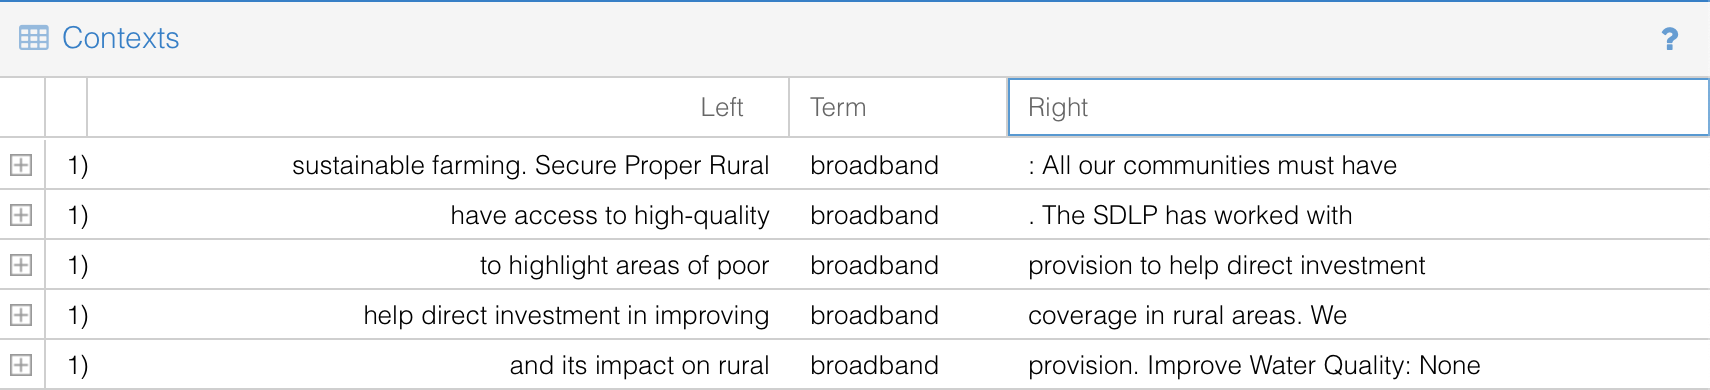 Contexts ?
Left Term Right
1) sustainable farming. Secure Proper Rural broadband : All our communities must have
1) have access to high-quality broadband . The SDLP has worked with
1) to highlight areas of poor broadband provision to help direct investment
1) help direct investment in improving broadband coverage in rural areas. We
1) and its impact on rural broadband provision. Improve Water Quality: None